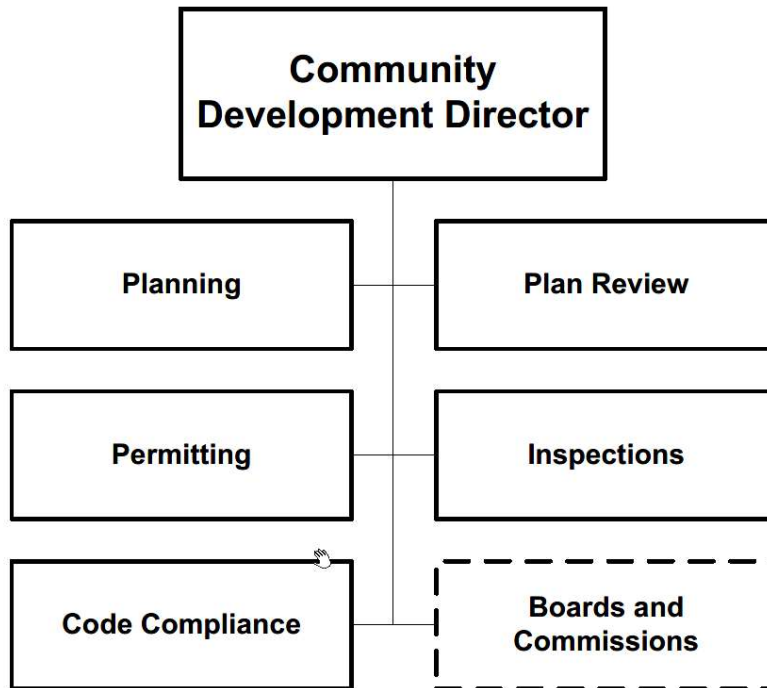 Community
Development Director
Planning
Plan Review
Permitting
Inspections
Code Compliance
Boards and
Commissions